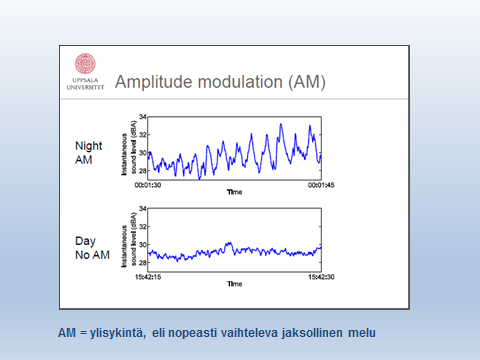 UPPSALA
UNIVERSITET
Amplitude modulation (AM)
Night
AM
Instantaneous
sound level (dBA)
34
32
30
28
00:01:30
00:01:45
Time
Day
No AM
Instantaneous
sound level (dBA)
34
32
30
28
15:42:15
15:42:30
Time
AM = ylisykintä, eli nopeasti vaihteleva jaksollinen melu